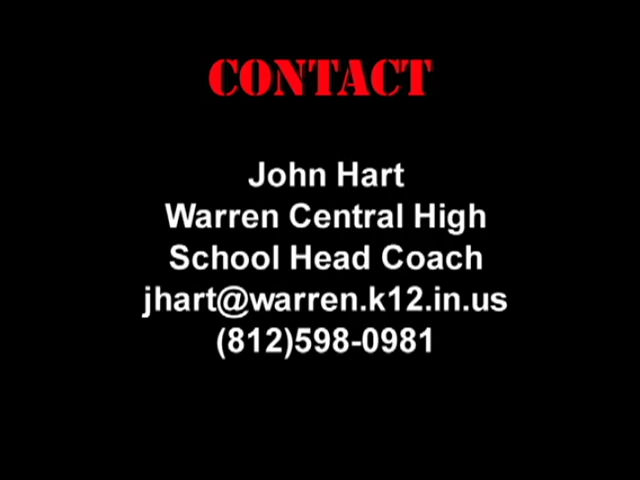 CONTACT
John Hart
Warren Central High
School Head Coach
jhart@warren.k12.in.us
(812)598-0981